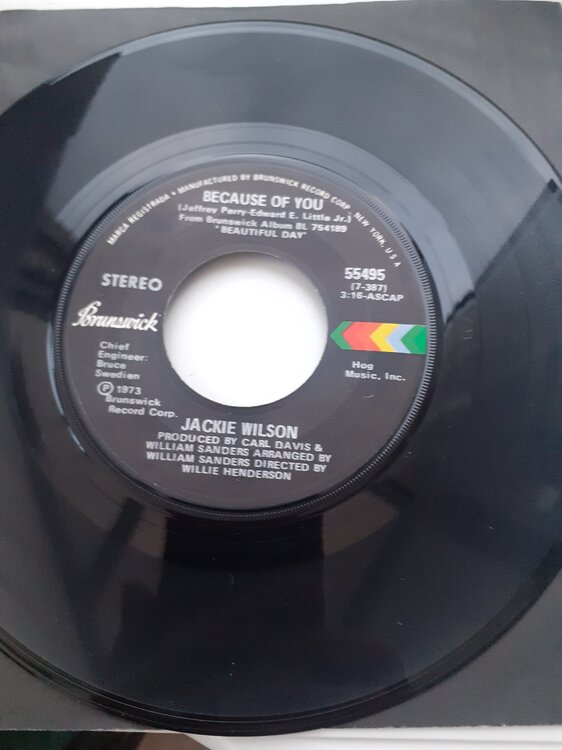 MARCA REGISTRADA • MANUFACTURED BY BRUNSWICK RECORD CORP. NEW YORK, U S A
BECAUSE OF YOU
(Jeffrey Perry-Edward E. Little Jr.)
From Brunswick Album BL 754189
"BEAUTIFUL DAY"
STEREO
55495
(7-387)
3:16-ASCAP
Brunswick
Chief
Engineer:
Bruce
Swedien
Hog
Music, Inc.
Ⓟ 1973
Brunswick
Record Corp.
JACKIE WILSON
PRODUCED BY CARL DAVIS &
WILLIAM SANDERS ARRANGED BY
WILLIAM SANDERS DIRECTED BY
WILLIE HENDERSON